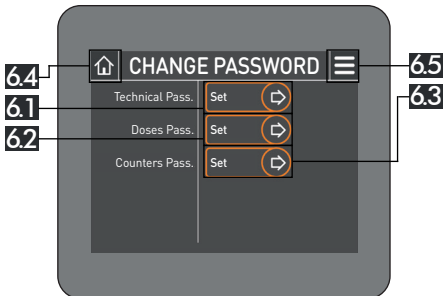 CHANGE PASSWORD
6.4
6.5
6.1
Technical Pass. Set
6.3
6.2
Doses Pass. Set
Counters Pass. Set